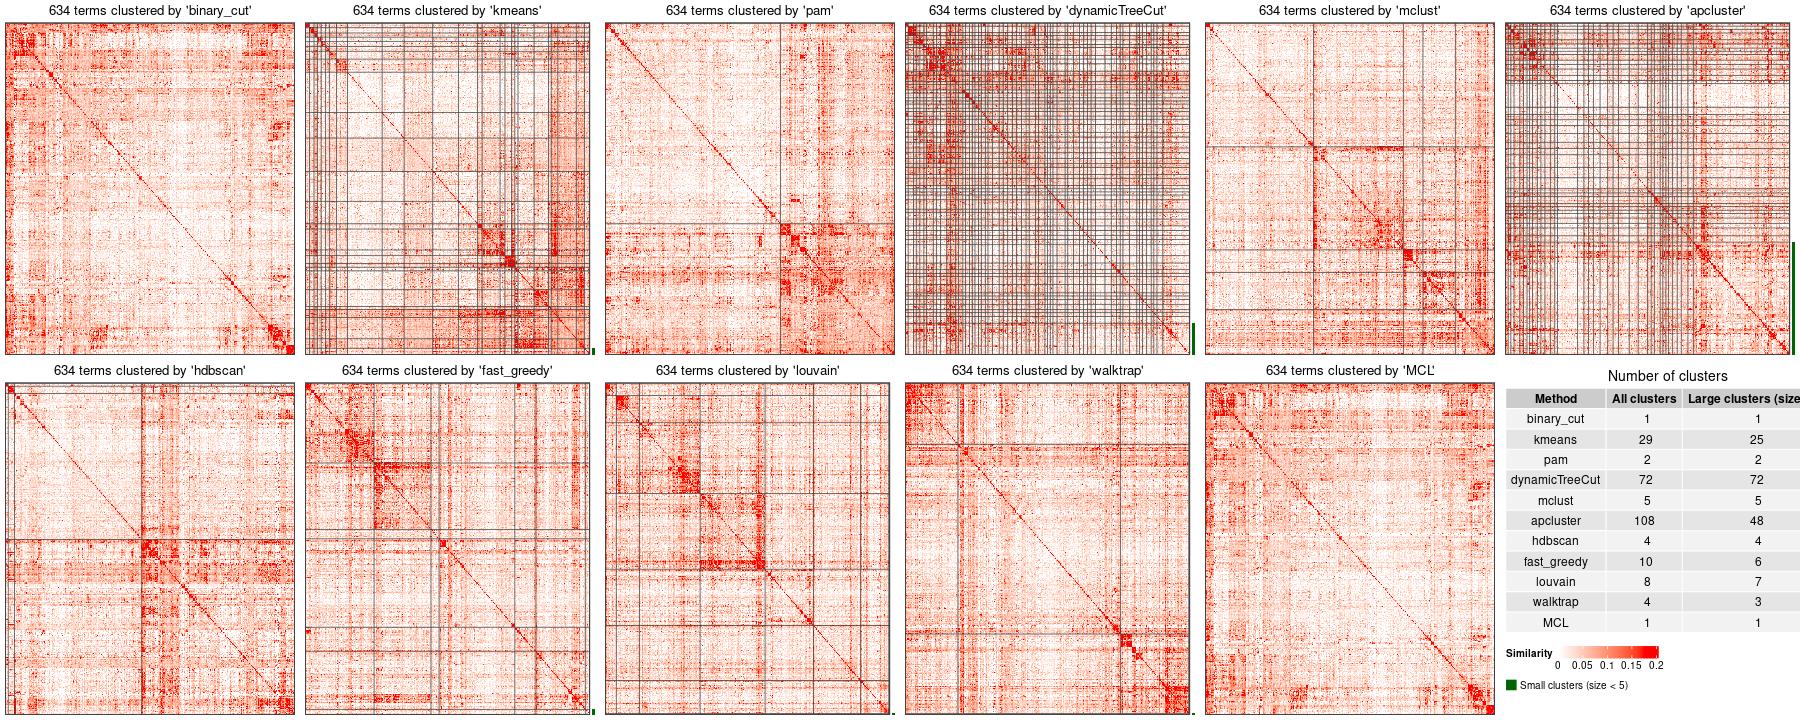 634 terms clustered by 'binary_cut'
634 terms clustered by 'kmeans'
634 terms clustered by 'pam'
634 terms clustered by 'dynamicTreeCut'
634 terms clustered by 'mclust'
634 terms clustered by 'apcluster'
634 terms clustered by 'hdbscan'
634 terms clustered by 'fast_greedy'
634 terms clustered by 'louvain'
634 terms clustered by 'walktrap'
634 terms clustered by 'MCL'
Number of clusters
Method All clusters Large clusters (size
binary_cut 1 1
kmeans 29 25
pam 2 2
dynamicTreeCut 72 72
mclust 5 5
apcluster 108 48
hdbscan 4 4
fast_greedy 10 6
louvain 8 7
walktrap 4 3
MCL 1 1
Similarity
0 0.05 0.1 0.15 0.2
Small clusters (size < 5)